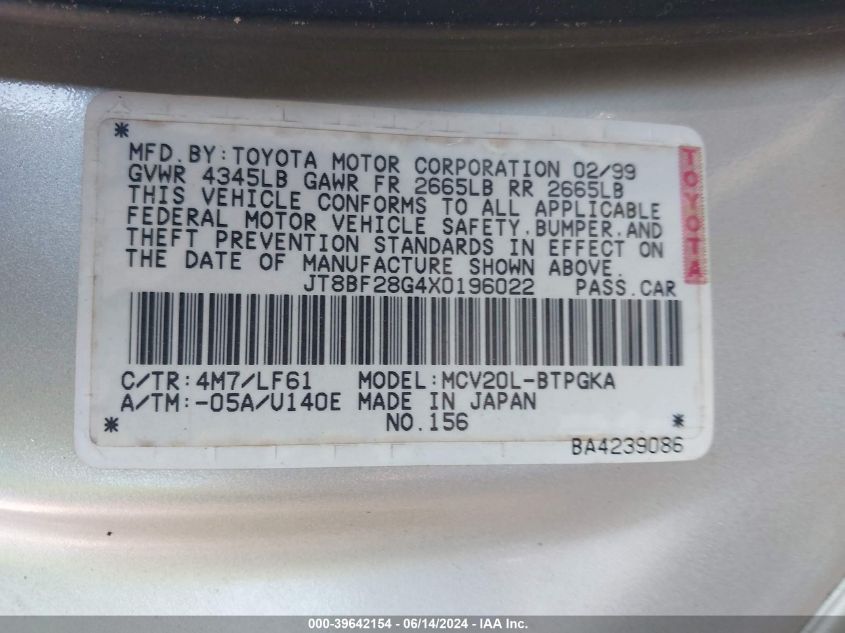 MFD.BY:TOYOTA MOTOR CORPORATION 02/99
GVWR 4345LB GAWR FR 2665LB RR 2665LB
THIS VEHICLE CONFORMS TO ALL APPLICABLE
FEDERAL MOTOR VEHICLE SAFETY,BUMPER,AND
THEFT PREVENTION STANDARDS IN EFFECT ON
THE DATE OF MANUFACTURE SHOWN ABOVE.
TOYOTA
JT8BF28G4X0196022 PASS.CAR
C/TR:4M7/LF61 MODEL:MCV20L-BTPGKA
A/TM:-05A/U140E MADE IN JAPAN
NO.156
BA4239086
000-39642154 - 06/14/2024 - IAA Inc.